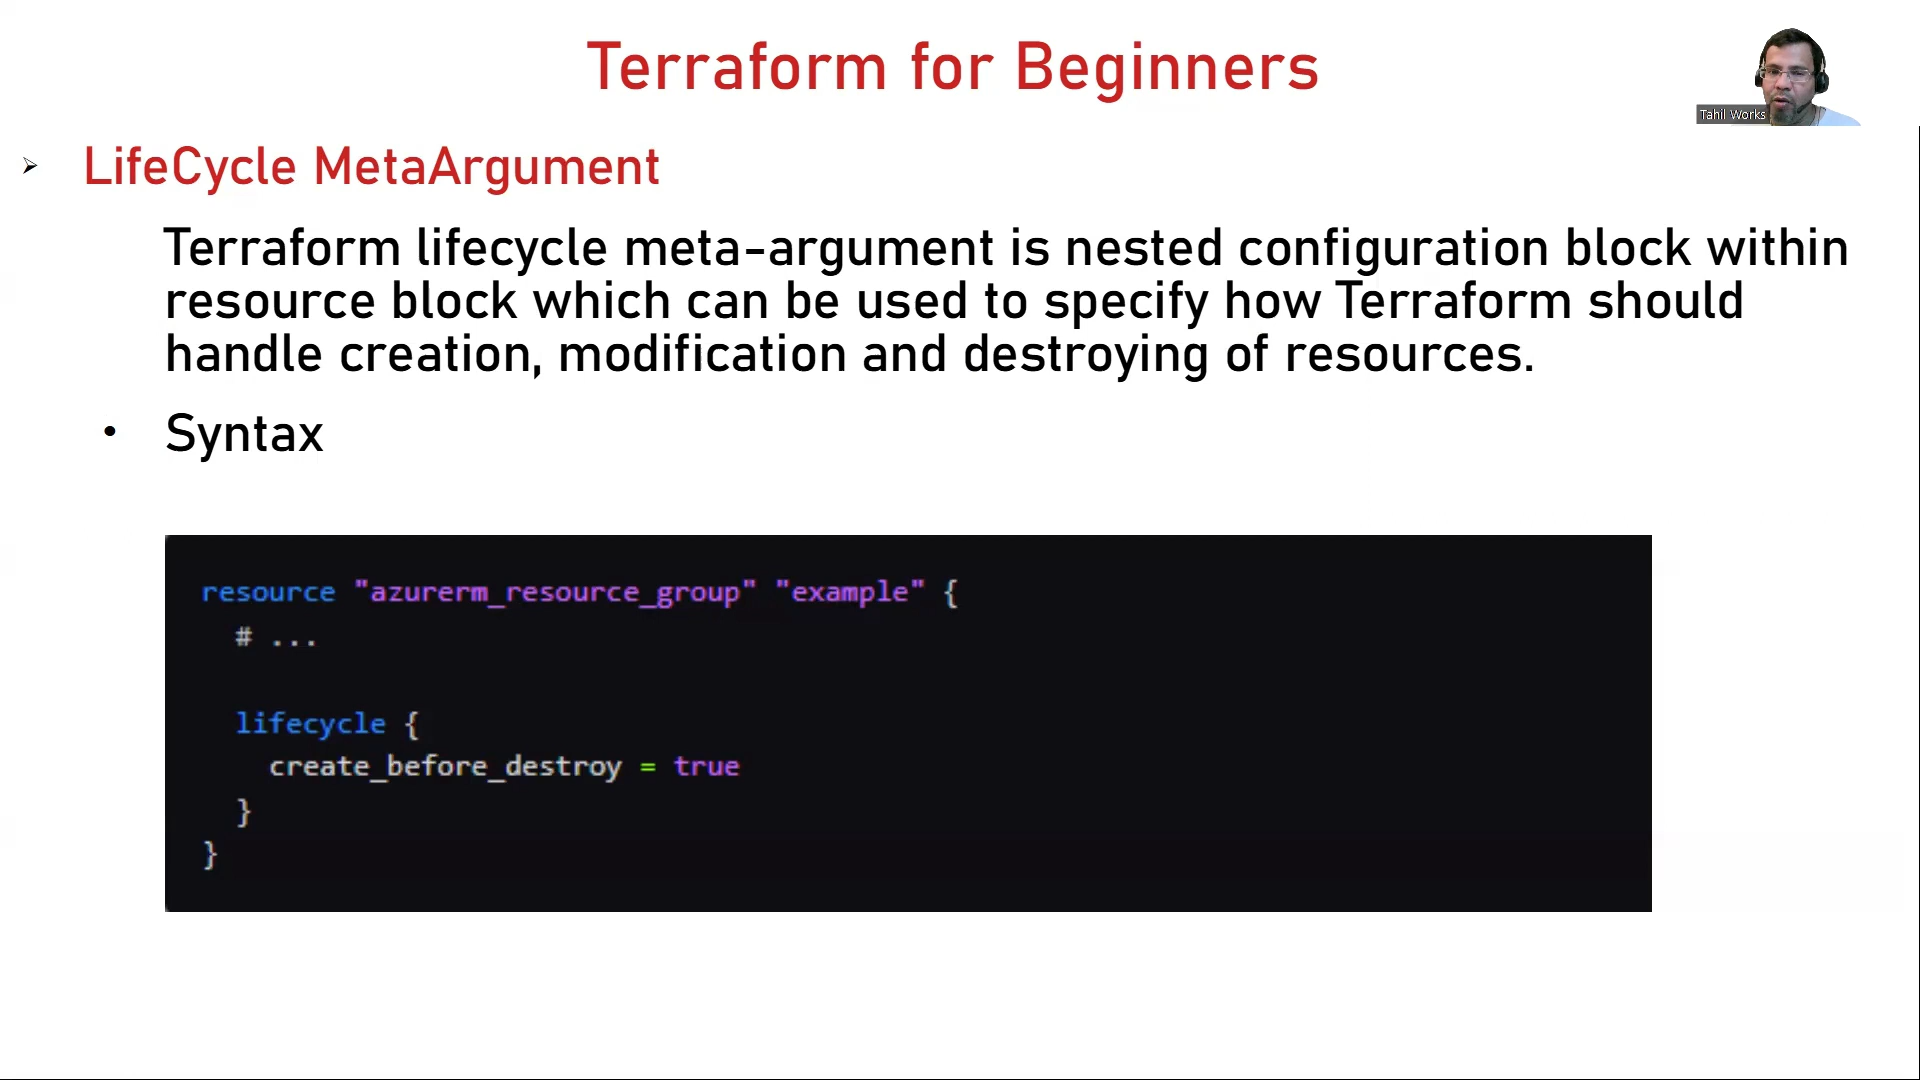 Terraform for Beginners
Tahil Works
LifeCycle MetaArgument
Terraform lifecycle meta-argument is nested configuration block within
resource block which can be used to specify how Terraform should
handle creation, modification and destroying of resources.
Syntax
resource "azurerm_resource_group" "example" {
# ...
lifecycle {
create_before_destroy = true
}
}